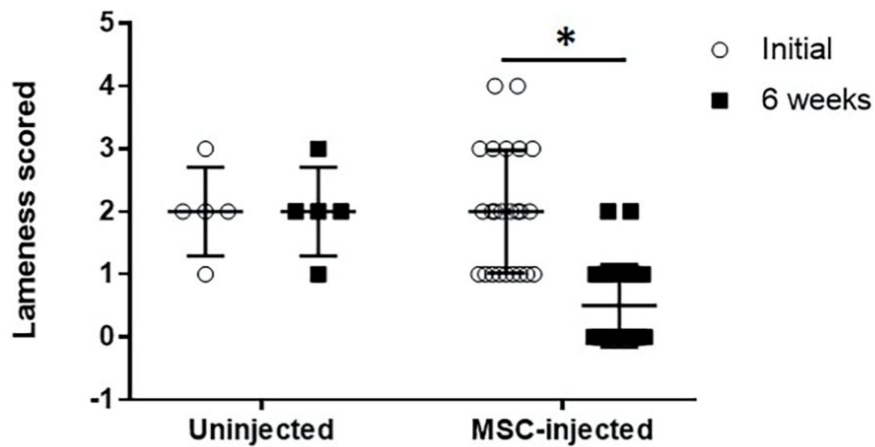 Lameness scored
5
4
3
2
1
0
-1
*
Initial
6 weeks
Uninjected
MSC-injected